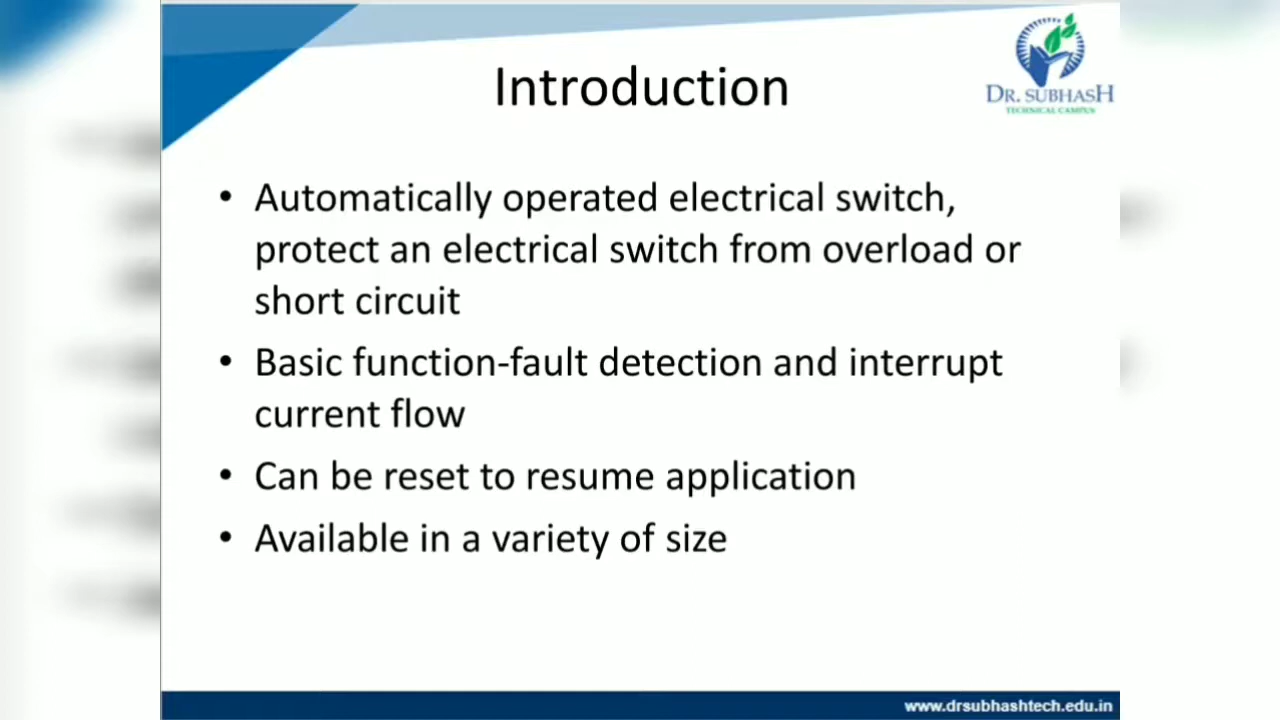 Introduction
DR. SUBHASH
TECHNICAL CAMPUS
• Automatically operated electrical switch,
protect an electrical switch from overload or
short circuit
• Basic function-fault detection and interrupt
current flow
• Can be reset to resume application
• Available in a variety of size
www.drsubhashtech.edu.in